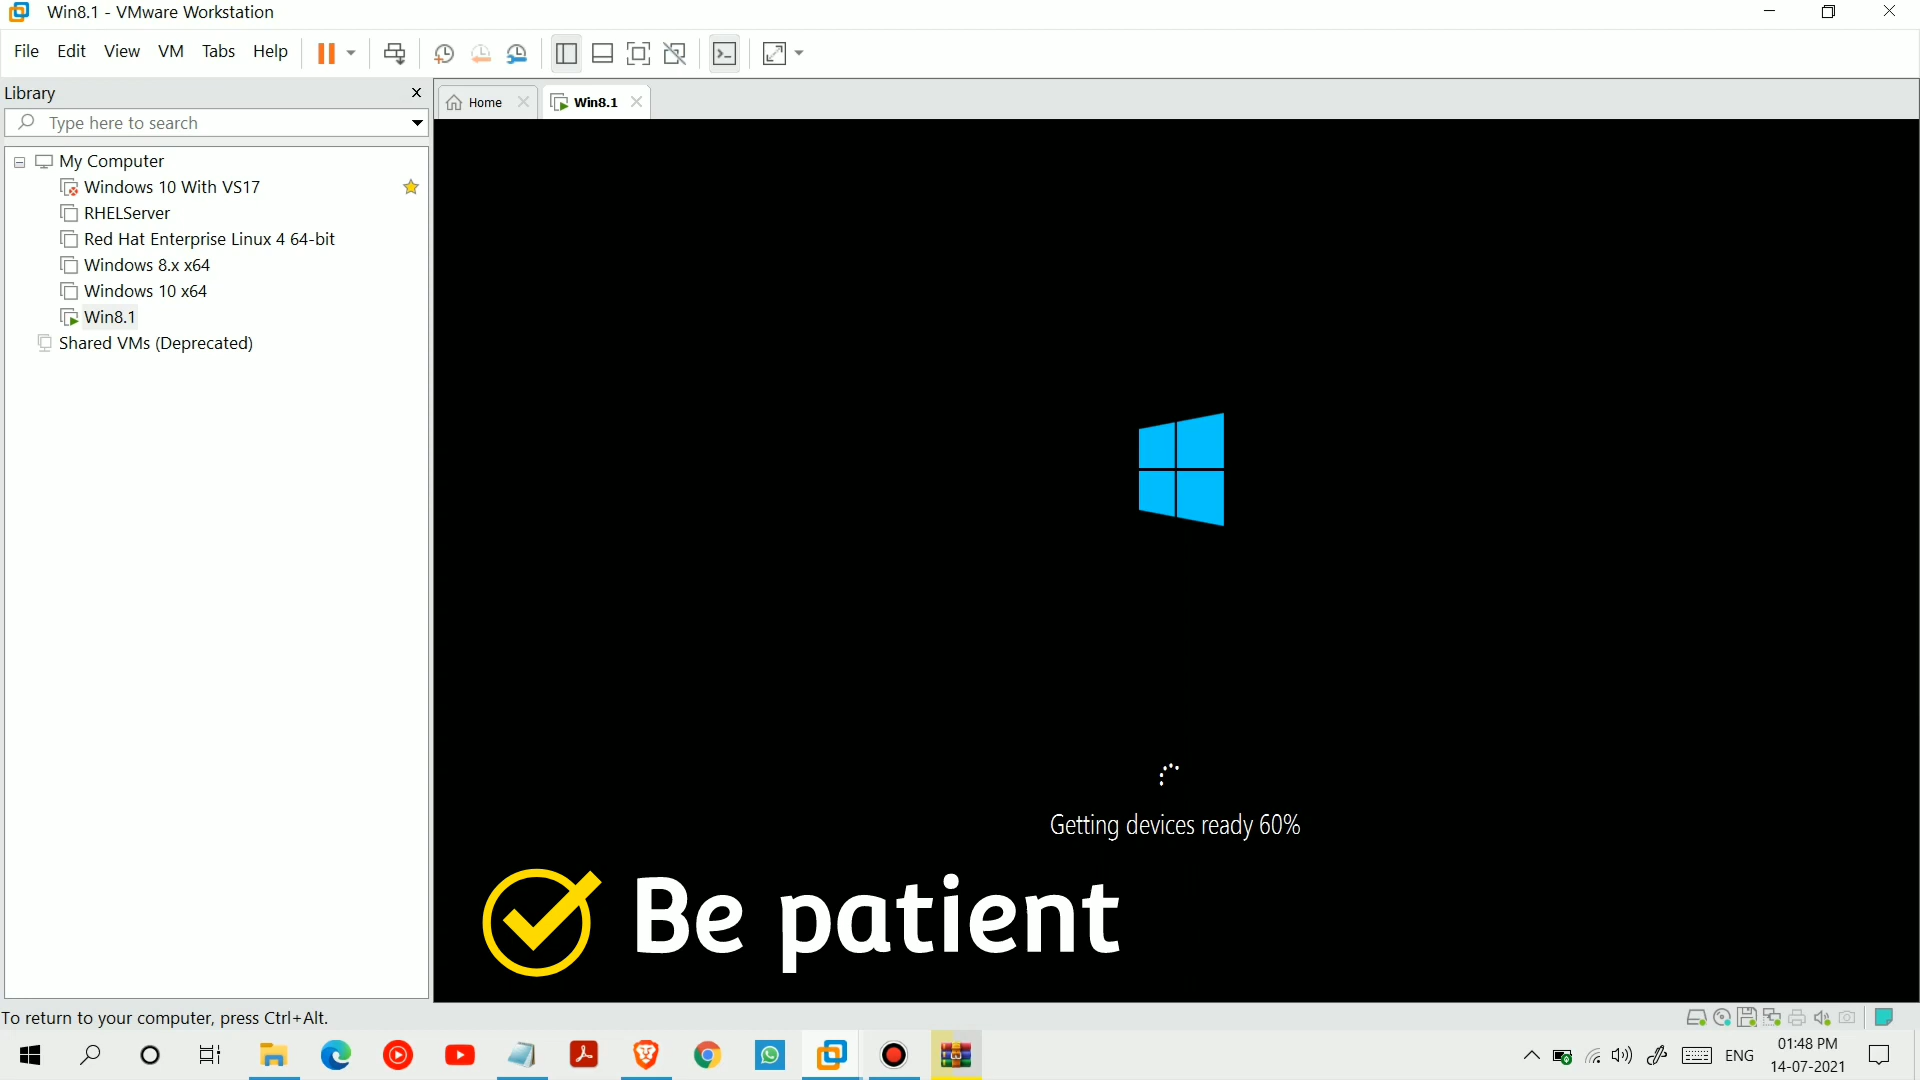 Win8.1 - VMware Workstation
File Edit View VM Tabs Help
Library
Type here to search
Home
Win8.1
My Computer
Windows 10 With VS17
RHELServer
Red Hat Enterprise Linux 4 64-bit
Windows 8.x x64
Windows 10 x64
Win8.1
Shared VMs (Deprecated)
Getting devices ready 60%
Be patient
To return to your computer, press Ctrl+Alt.
ENG
01:48 PM
14-07-2021